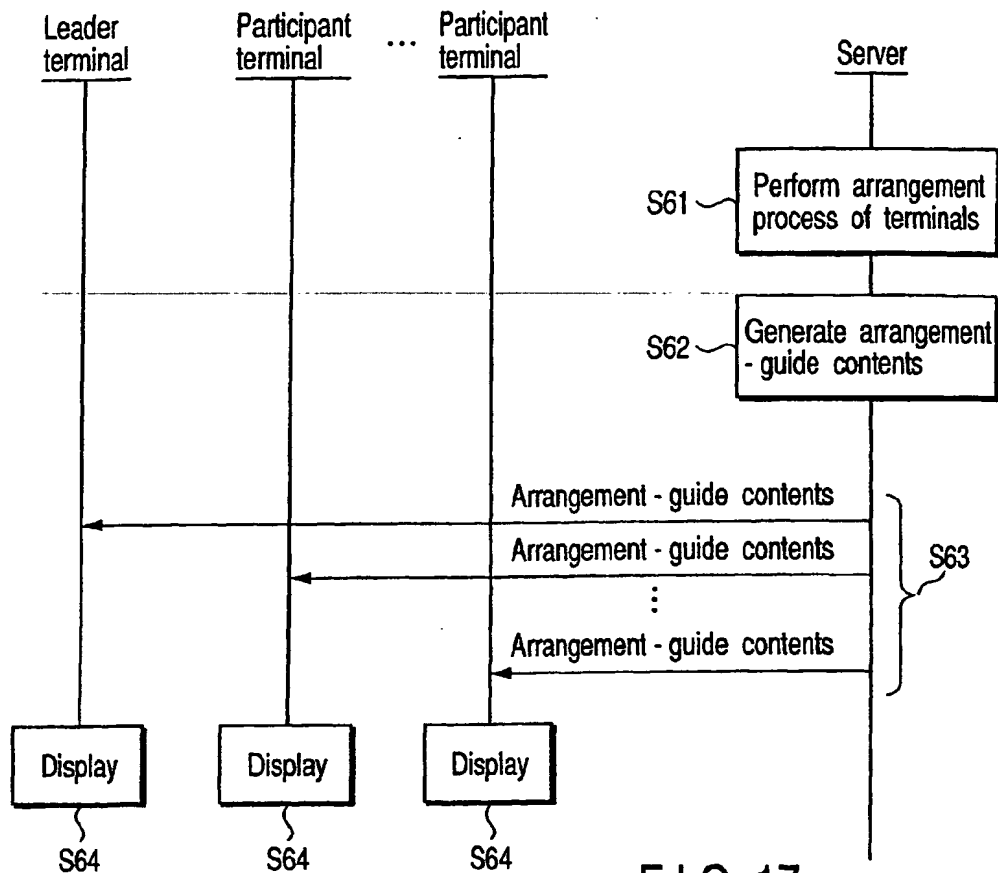 Leader
terminal
Participant
terminal
...
Participant
terminal
Server
S61
Perform arrangement
process of terminals
S62
Generate arrangement
- guide contents
Arrangement - guide contents
Arrangement - guide contents
S63
Arrangement - guide contents
Display
Display
Display
S64
S64
S64